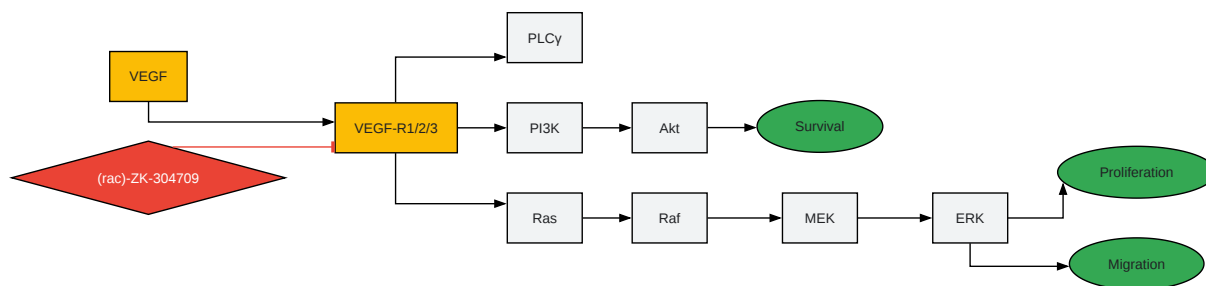 PLCγ
VEGF
VEGF-R1/2/3
PI3K
Akt
Survival
(rac)-ZK-304709
Proliferation
Ras
Raf
MEK
ERK
Migration